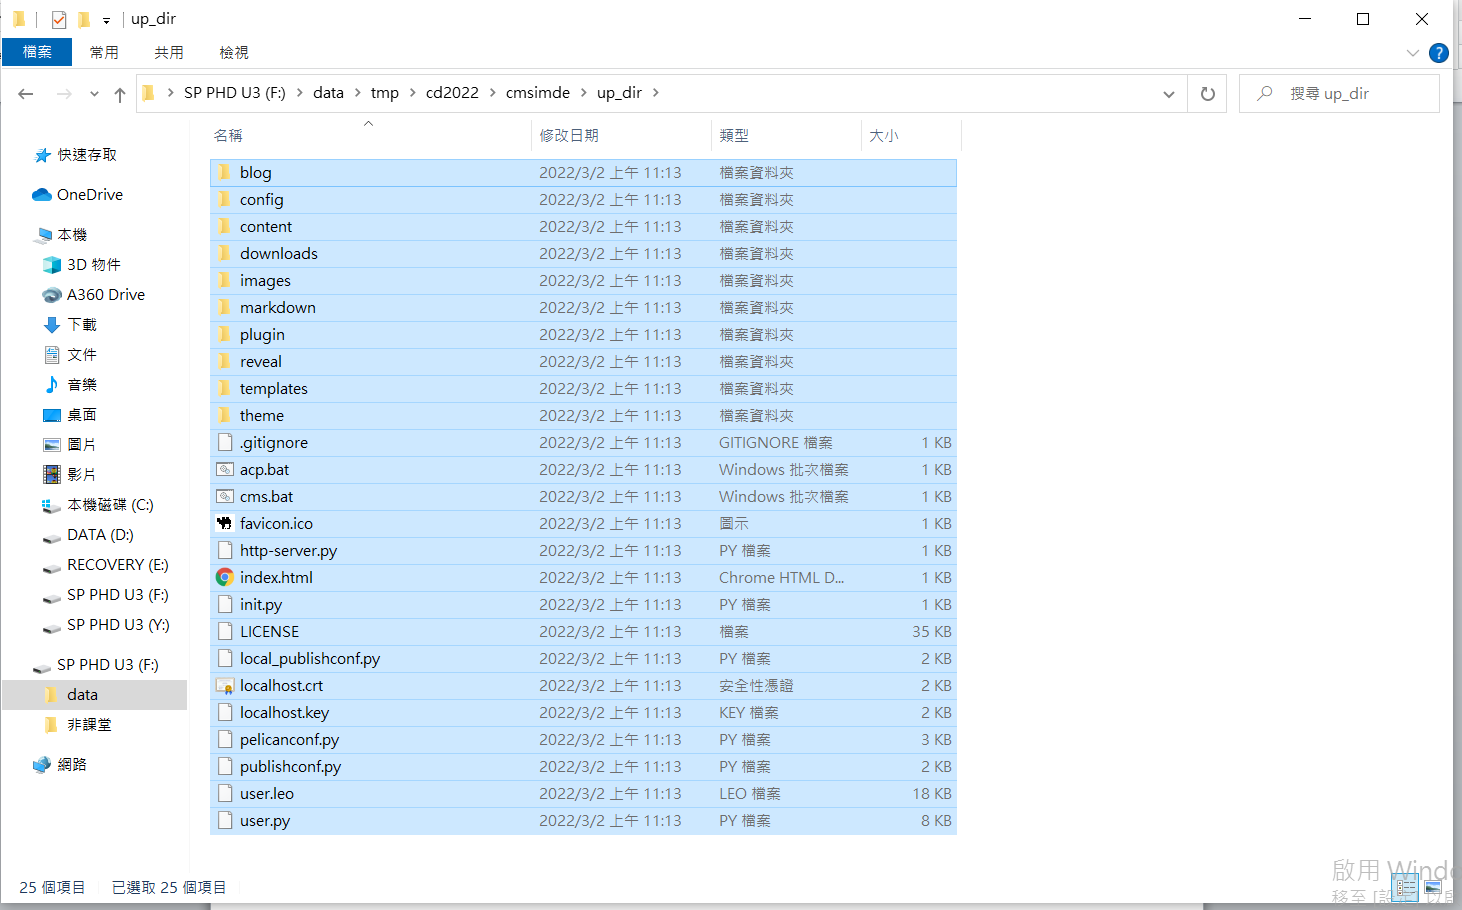 up_dir
檔案 常用 共用 檢視
SP PHD U3 (F:) data tmp cd2022 cmsimde up_dir 搜尋 up_dir
名稱 修改日期 類型 大小
快速存取
OneDrive
本機
3D 物件
A360 Drive
下載
文件
音樂
桌面
圖片
影片
本機磁碟 (C:)
DATA (D:)
RECOVERY (E:)
SP PHD U3 (F:)
SP PHD U3 (Y:)
SP PHD U3 (F:)
data
非課堂
網路
blog 2022/3/2 上午 11:13 檔案資料夾
config 2022/3/2 上午 11:13 檔案資料夾
content 2022/3/2 上午 11:13 檔案資料夾
downloads 2022/3/2 上午 11:13 檔案資料夾
images 2022/3/2 上午 11:13 檔案資料夾
markdown 2022/3/2 上午 11:13 檔案資料夾
plugin 2022/3/2 上午 11:13 檔案資料夾
reveal 2022/3/2 上午 11:13 檔案資料夾
templates 2022/3/2 上午 11:13 檔案資料夾
theme 2022/3/2 上午 11:13 檔案資料夾
.gitignore 2022/3/2 上午 11:13 GITIGNORE 檔案 1 KB
acp.bat 2022/3/2 上午 11:13 Windows 批次檔案 1 KB
cms.bat 2022/3/2 上午 11:13 Windows 批次檔案 1 KB
favicon.ico 2022/3/2 上午 11:13 圖示 1 KB
http-server.py 2022/3/2 上午 11:13 PY 檔案 1 KB
index.html 2022/3/2 上午 11:13 Chrome HTML D... 1 KB
init.py 2022/3/2 上午 11:13 PY 檔案 1 KB
LICENSE 2022/3/2 上午 11:13 檔案 35 KB
local_publishconf.py 2022/3/2 上午 11:13 PY 檔案 2 KB
localhost.crt 2022/3/2 上午 11:13 安全性憑證 2 KB
localhost.key 2022/3/2 上午 11:13 KEY 檔案 2 KB
pelicanconf.py 2022/3/2 上午 11:13 PY 檔案 3 KB
publishconf.py 2022/3/2 上午 11:13 PY 檔案 2 KB
user.leo 2022/3/2 上午 11:13 LEO 檔案 18 KB
user.py 2022/3/2 上午 11:13 PY 檔案 8 KB
啟用 Windo
移至 [設
25 個項目 已選取 25 個項目